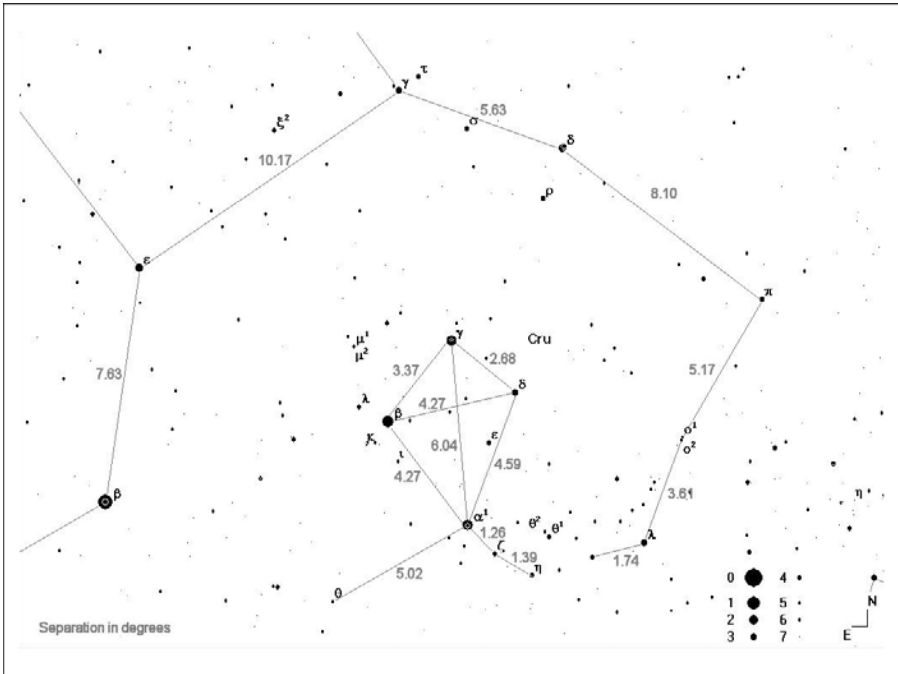 τ
γ
5.63
σ
ξ²
δ
10.17
8.10
ρ
ε
π
γ
Cru
μ¹
μ²
2.68
3.37
5.17
7.63
δ
λ
4.27
β
κ
ο¹
ε
ο²
6.04
ι
4.27
4.59
3.61
η
β
α¹
θ² θ¹
1.26
λ
ζ
1.39
1.74
η
5.02
0 4
θ
1 5
N
2 6
Separation in degrees
3 7
E